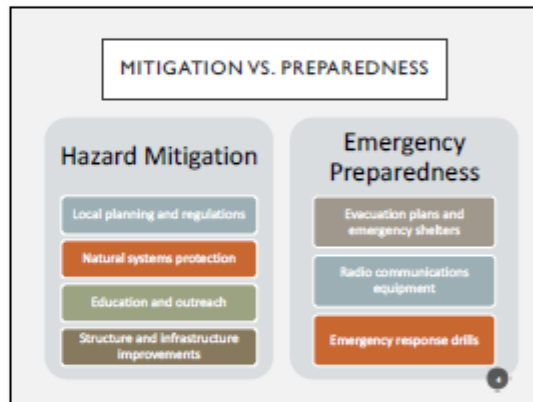 MITIGATION VS. PREPAREDNESS
Hazard Mitigation
Local planning and regulations
Natural systems protection
Education and outreach
Structure and infrastructure
improvements
Emergency
Preparedness
Evacuation plans and
emergency shelters
Radio communications
equipment
Emergency response drills
4